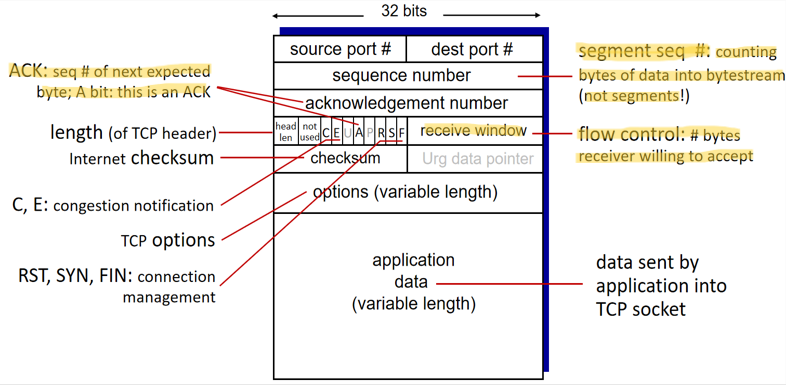 32 bits
source port #
dest port #
sequence number
acknowledgement number
head
len
not
used
C E U A P R S F
receive window
checksum
Urg data pointer
options (variable length)
application
data
(variable length)
ACK: seq # of next expected
byte; A bit: this is an ACK
length (of TCP header)
Internet checksum
C, E: congestion notification
TCP options
RST, SYN, FIN: connection
management
segment seq #: counting
bytes of data into bytestream
(not segments!)
flow control: # bytes
receiver willing to accept
data sent by
application into
TCP socket